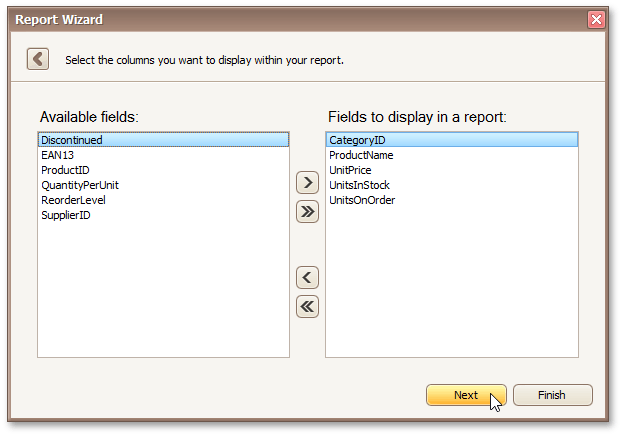 Report Wizard
Select the columns you want to display within your report.
Available fields:
Discontinued
EAN13
ProductID
QuantityPerUnit
ReorderLevel
SupplierID
Fields to display in a report:
CategoryID
ProductName
UnitPrice
UnitsInStock
UnitsOnOrder
Next
Finish